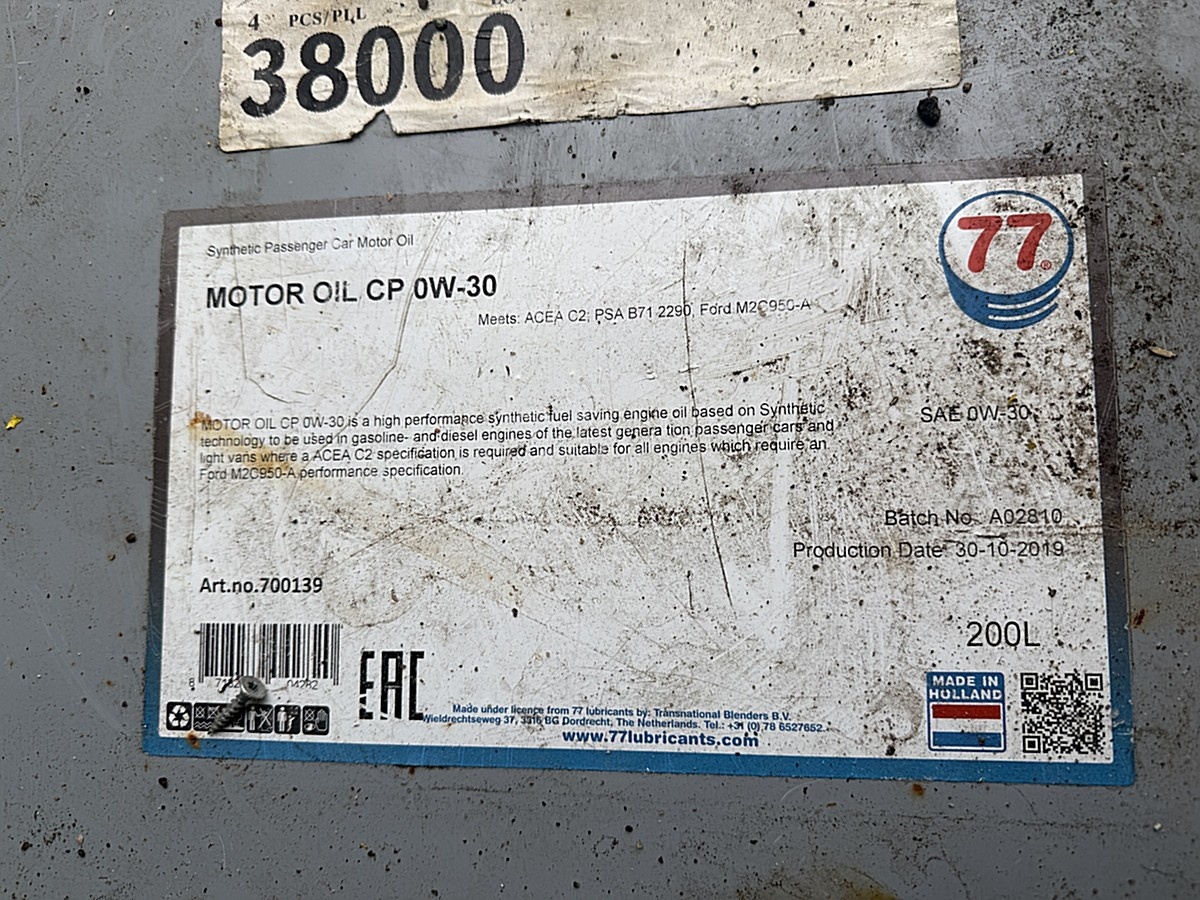 4 PCS/PLL
38000
77
Synthetic Passenger Car Motor Oil
MOTOR OIL CP 0W-30
Meets: ACEA C2; PSA B71 2290, Ford M2C950-A
MOTOR OIL CP 0W-30 is a high performance synthetic fuel saving engine oil based on Synthetic
technology to be used in gasoline- and diesel engines of the latest genera tion passenger cars and
light vans where a ACEA C2 specification is required and suitable for all engines which require an
Ford M2C950-A performance specification.
SAE 0W-30
Batch No. A02810
Production Date 30-10-2019
Art.no.700139
200L
8
04282
EAC
MADE IN
HOLLAND
Made under licence from 77 lubricants by: Transnational Blenders B.V.
Wieldrechtseweg 37, 3316 BG Dordrecht, The Netherlands. Tel.: +31 (0) 78 6527652
www.77lubricants.com